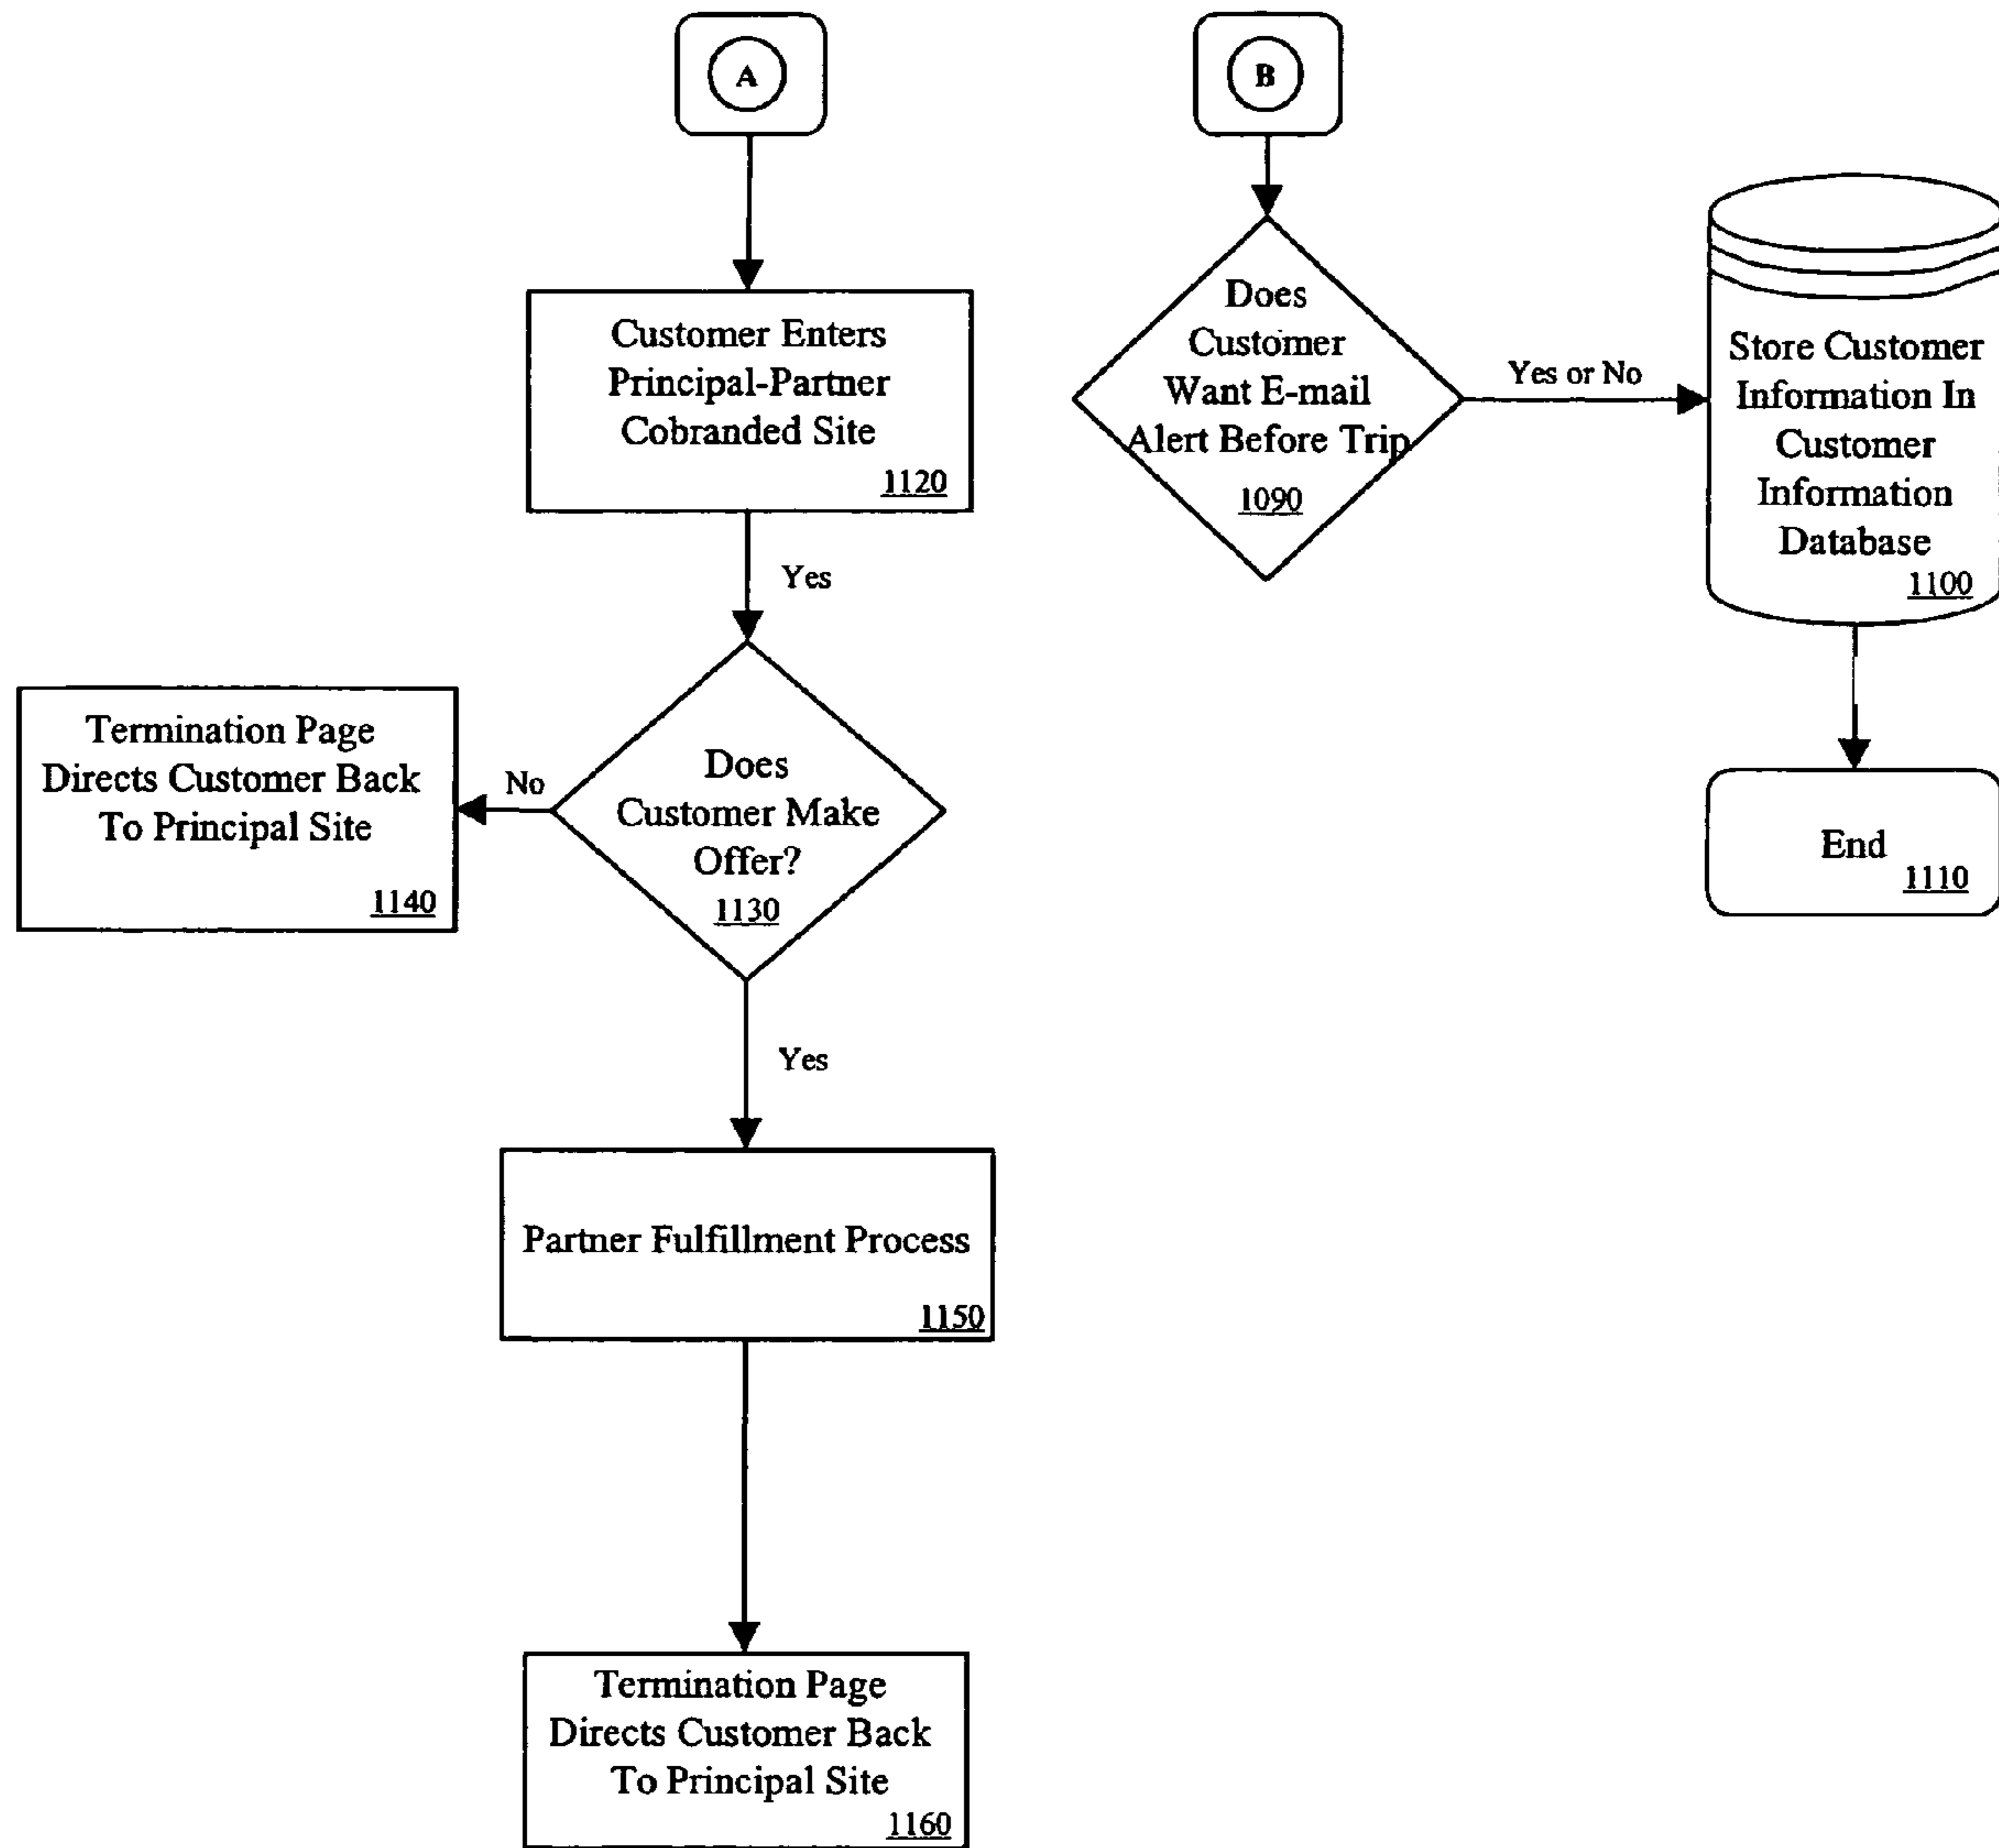 A
Customer Enters
Principal-Partner
Cobranded Site
1120
Yes
Does
Customer Make
Offer?
1130
No
Termination Page
Directs Customer Back
To Principal Site
1140
Yes
Partner Fulfillment Process
1150
Termination Page
Directs Customer Back
To Principal Site
1160
B
Does
Customer
Want E-mail
Alert Before Trip
1090
Yes or No
Store Customer
Information In
Customer
Information
Database
1100
End
1110